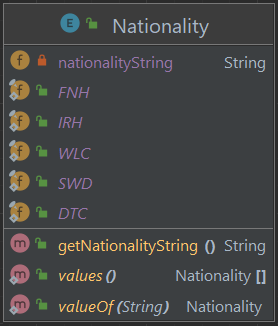 E Nationality
f nationalityString String
f FNH
f IRH
f WLC
f SWD
f DTC
m getNationalityString () String
m values () Nationality []
m valueOf (String) Nationality